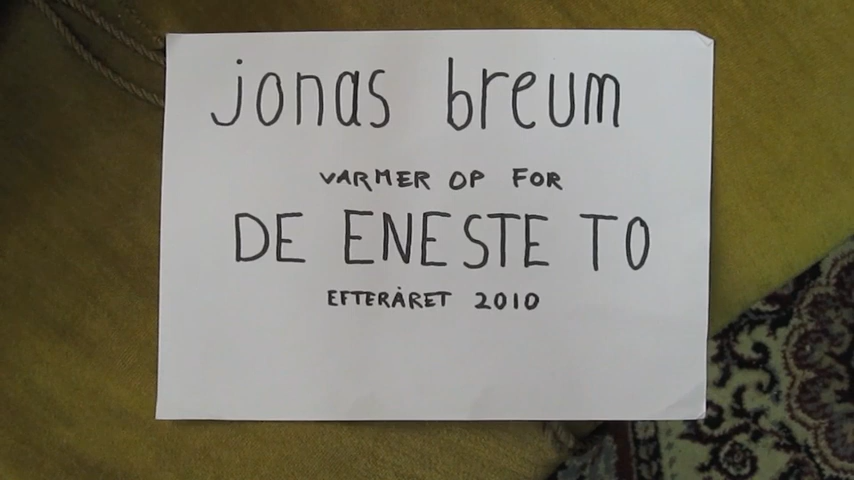 jonas breum
VARMER OP FOR
DE ENESTE TO
EFTERÅRET 2010